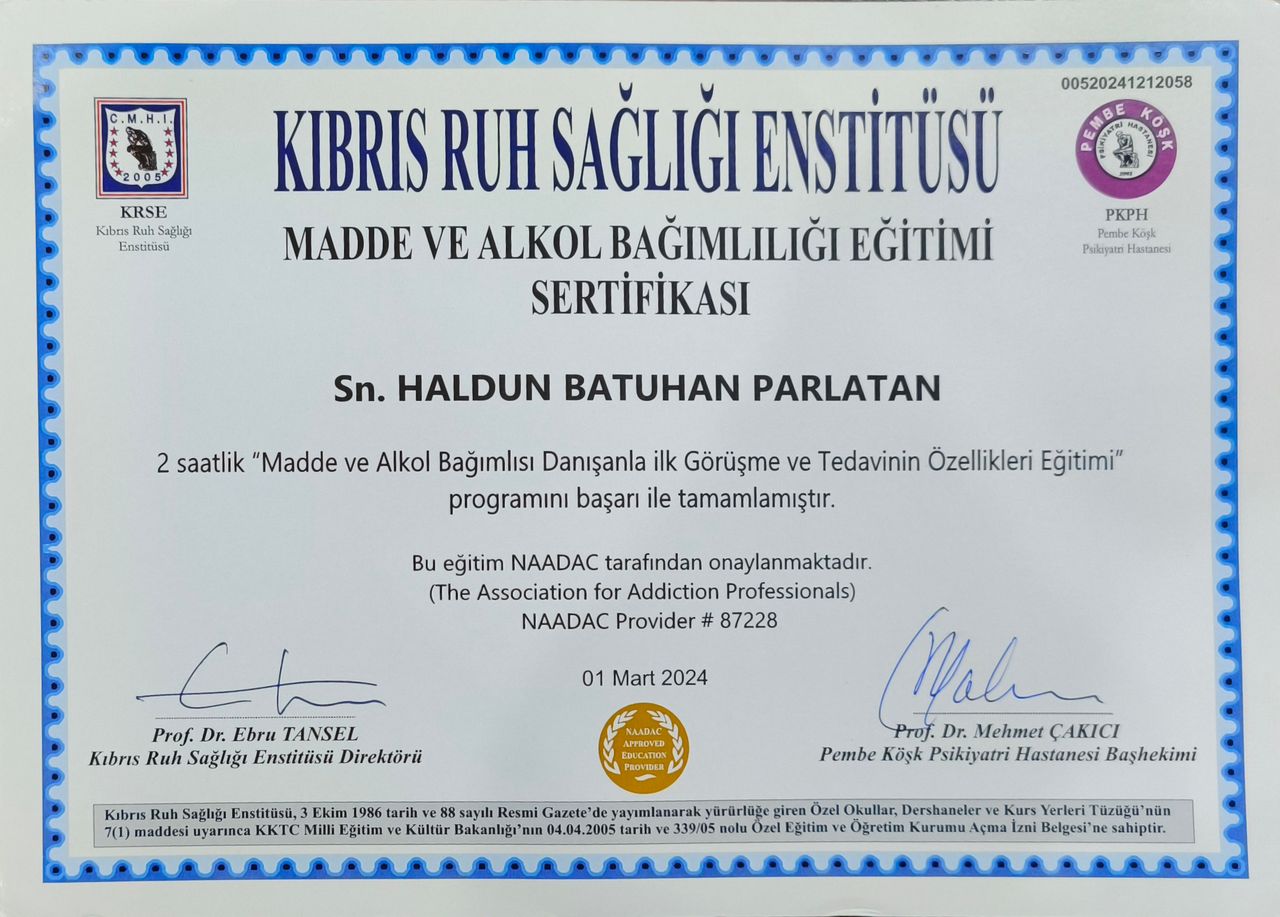 00520241212058
C.M.H.I.
2005
KRSE
Kıbrıs Ruh Sağlığı
Enstitüsü
KIBRIS RUH SAĞLIĞI ENSTİTÜSÜ
PEMBE KÖŞK
PSİKİYATRİ HASTANESİ
PKPH
Pembe Köşk
Psikiyatri Hastanesi
MADDE VE ALKOL BAĞIMLILIĞI EĞİTİMİ
SERTİFİKASI
Sn. HALDUN BATUHAN PARLATAN
2 saatlik “Madde ve Alkol Bağımlısı Danışanla ilk Görüşme ve Tedavinin Özellikleri Eğitimi”
programını başarı ile tamamlamıştır.
Bu eğitim NAADAC tarafından onaylanmaktadır.
(The Association for Addiction Professionals)
NAADAC Provider # 87228
01 Mart 2024
Prof. Dr. Ebru TANSEL
Kıbrıs Ruh Sağlığı Enstitüsü Direktörü
NAADAC
APPROVED
EDUCATION
PROVIDER
Prof. Dr. Mehmet ÇAKICI
Pembe Köşk Psikiyatri Hastanesi Başhekimi
Kıbrıs Ruh Sağlığı Enstitüsü, 3 Ekim 1986 tarih ve 88 sayılı Resmi Gazete’de yayımlanarak yürürlüğe giren Özel Okullar, Dershaneler ve Kurs Yerleri Tüzüğü’nün
7(1) maddesi uyarınca KKTC Milli Eğitim ve Kültür Bakanlığı’nın 04.04.2005 tarih ve 339/05 nolu Özel Eğitim ve Öğretim Kurumu Açma İzni Belgesi’ne sahiptir.